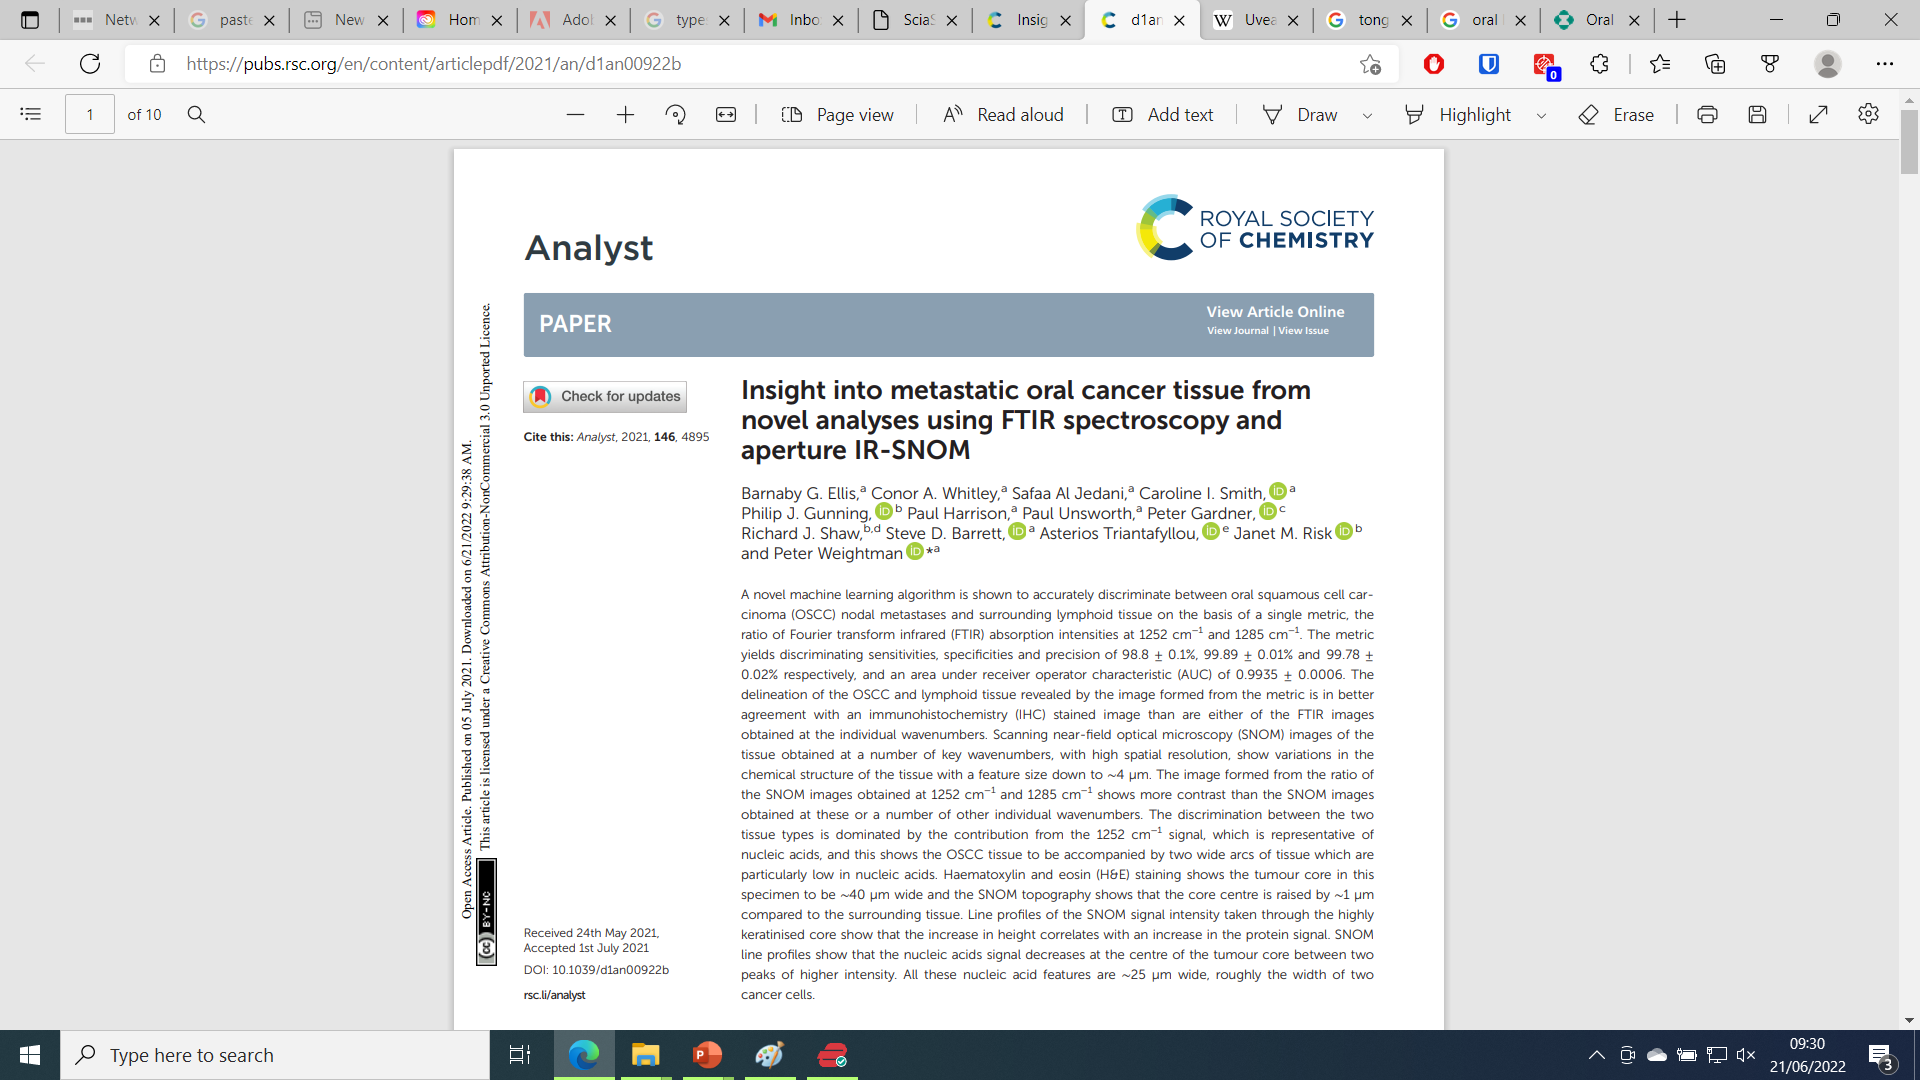 Netw
paste
New
Hom
Adol
type
Inbo
Scia
Insig
d1an
Uvea
tong
oral
Oral
https://pubs.rsc.org/en/content/articlepdf/2021/an/d1an00922b
0
1 of 10
Page view
Read aloud
Add text
Draw
Highlight
Erase
Analyst
ROYAL SOCIETY
OF CHEMISTRY
PAPER
View Article Online
View Journal | View Issue
Open Access Article. Published on 05 July 2021. Downloaded on 6/21/2022 9:29:38 AM.
This article is licensed under a Creative Commons Attribution-NonCommercial 3.0 Unported Licence.
(cc) BY-NC
Check for updates
Cite this: Analyst, 2021, 146, 4895
Insight into metastatic oral cancer tissue from
novel analyses using FTIR spectroscopy and
aperture IR-SNOM
Barnaby G. Ellis,ᵃ Conor A. Whitley,ᵃ Safaa Al Jedani,ᵃ Caroline I. Smith, iD ᵃ
Philip J. Gunning, iD ᵇ Paul Harrison,ᵃ Paul Unsworth,ᵃ Peter Gardner, iD ᶜ
Richard J. Shaw,ᵇ,ᵈ Steve D. Barrett, iD ᵃ Asterios Triantafyllou, iD ᵉ Janet M. Risk iD ᵇ
and Peter Weightman iD *ᵃ
A novel machine learning algorithm is shown to accurately discriminate between oral squamous cell car-
cinoma (OSCC) nodal metastases and surrounding lymphoid tissue on the basis of a single metric, the
ratio of Fourier transform infrared (FTIR) absorption intensities at 1252 cm⁻¹ and 1285 cm⁻¹. The metric
yields discriminating sensitivities, specificities and precision of 98.8 ± 0.1%, 99.89 ± 0.01% and 99.78 ±
0.02% respectively, and an area under receiver operator characteristic (AUC) of 0.9935 ± 0.0006. The
delineation of the OSCC and lymphoid tissue revealed by the image formed from the metric is in better
agreement with an immunohistochemistry (IHC) stained image than are either of the FTIR images
obtained at the individual wavenumbers. Scanning near-field optical microscopy (SNOM) images of the
tissue obtained at a number of key wavenumbers, with high spatial resolution, show variations in the
chemical structure of the tissue with a feature size down to ~4 μm. The image formed from the ratio of
the SNOM images obtained at 1252 cm⁻¹ and 1285 cm⁻¹ shows more contrast than the SNOM images
obtained at these or a number of other individual wavenumbers. The discrimination between the two
tissue types is dominated by the contribution from the 1252 cm⁻¹ signal, which is representative of
nucleic acids, and this shows the OSCC tissue to be accompanied by two wide arcs of tissue which are
particularly low in nucleic acids. Haematoxylin and eosin (H&E) staining shows the tumour core in this
specimen to be ~40 μm wide and the SNOM topography shows that the core centre is raised by ~1 μm
compared to the surrounding tissue. Line profiles of the SNOM signal intensity taken through the highly
keratinised core show that the increase in height correlates with an increase in the protein signal. SNOM
line profiles show that the nucleic acids signal decreases at the centre of the tumour core between two
peaks of higher intensity. All these nucleic acid features are ~25 μm wide, roughly the width of two
cancer cells.
Received 24th May 2021,
Accepted 1st July 2021
DOI: 10.1039/d1an00922b
rsc.li/analyst
Type here to search
09:30
21/06/2022
3